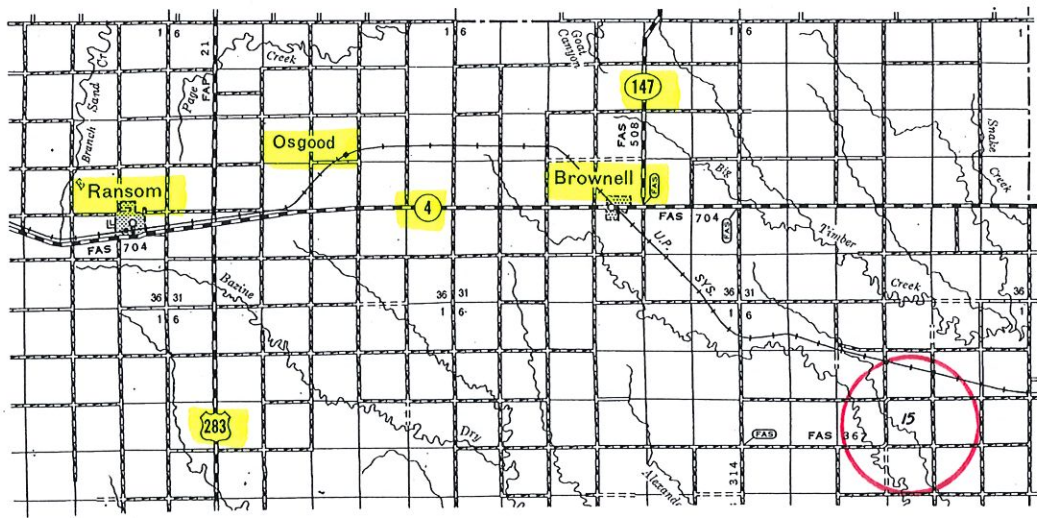 1
6
1
6
1
6
1
21
Creek
Goat
Canyon
E Branch Sand Cr
Page
FAP
147
FAS
508
Osgood
Snake
Creek
Ransom
Brownell
Big
FAS
4
FAS 704
FAS
FAS 704
U.P. SYS.
Timber
Creek
Bazine
36
31
36
31
36
31
36
1
6
1
6
1
6
1
283
Dry
15
FAS
FAS 362
Alexand
314